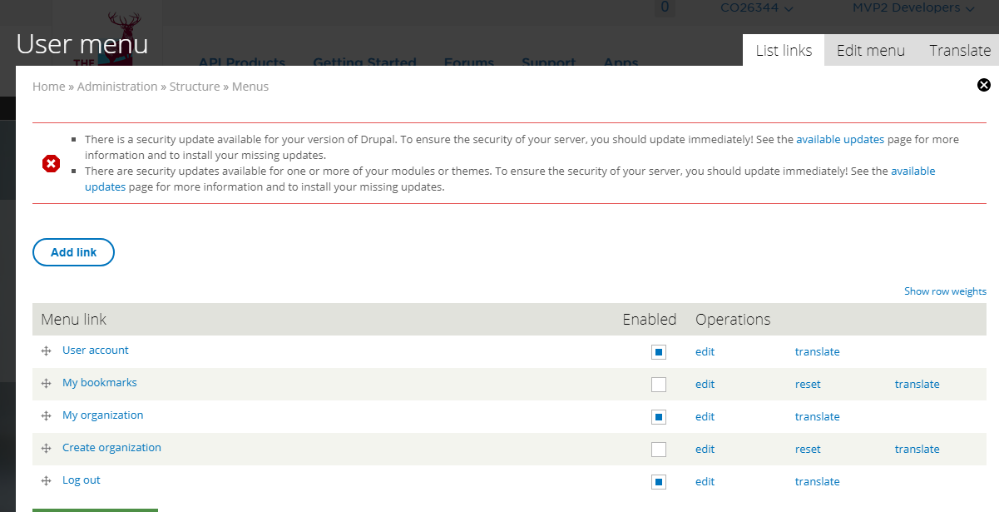 0
CO26344
MVP2 Developers
User menu
THE
API Products
Getting Started
Forums
Support
Apps
List links
Edit menu
Translate
Home » Administration » Structure » Menus
There is a security update available for your version of Drupal. To ensure the security of your server, you should update immediately! See the available updates page for more
information and to install your missing updates.
There are security updates available for one or more of your modules or themes. To ensure the security of your server, you should update immediately! See the available
updates page for more information and to install your missing updates.
Add link
Show row weights
Menu link Enabled Operations
User account edit translate
My bookmarks edit reset translate
My organization edit translate
Create organization edit reset translate
Log out edit translate